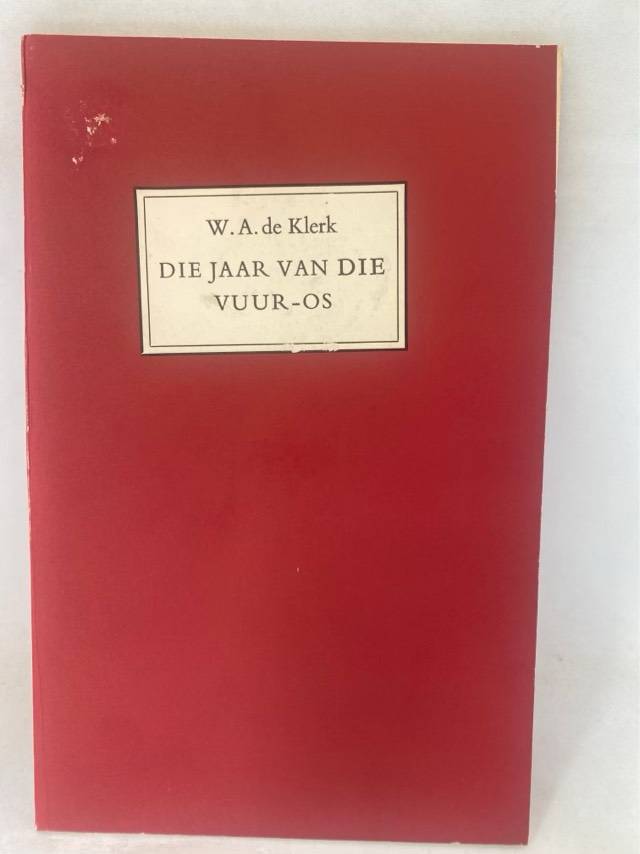 W. A. de Klerk
DIE JAAR VAN DIE
VUUR-OS